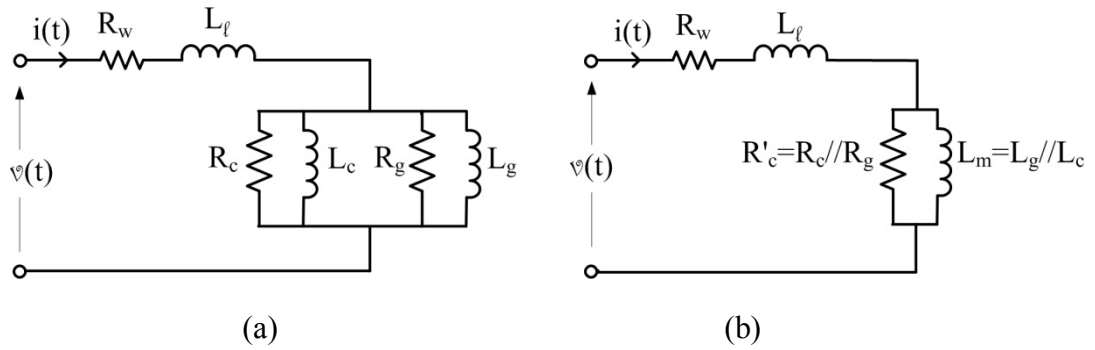 i(t) R_w L_ℓ
R_c L_c R_g L_g
v(t)
(a)
i(t) R_w L_ℓ
R'_c=R_c//R_g L_m=L_g//L_c
v(t)
(b)